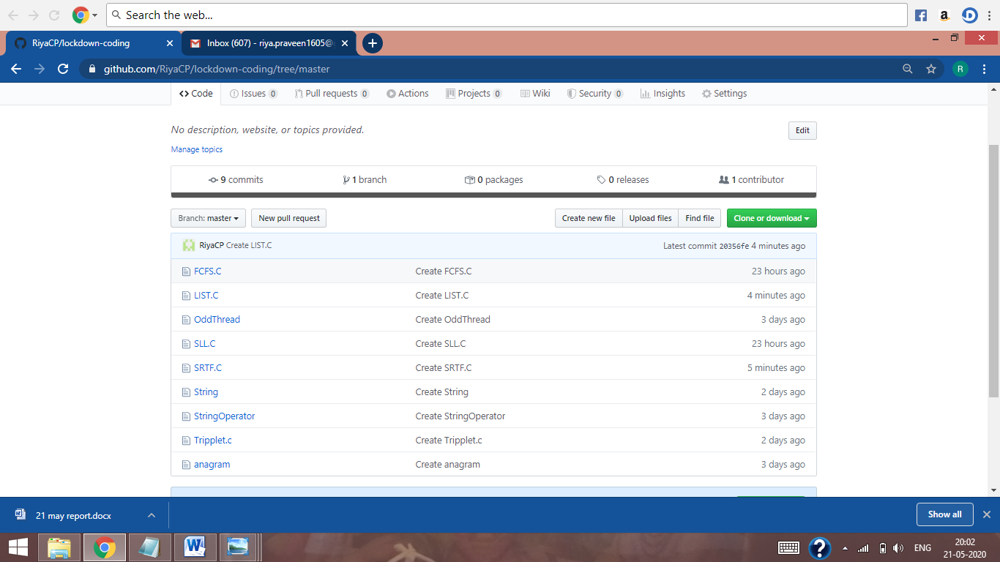 Search the web...
RiyaCP/lockdown-coding
Inbox (607) - riya.praveen1605@
github.com/RiyaCP/lockdown-coding/tree/master
R
Code Issues 0 Pull requests 0 Actions Projects 0 Wiki Security 0 Insights Settings
No description, website, or topics provided. Edit
Manage topics
9 commits 1 branch 0 packages 0 releases 1 contributor
Branch: master New pull request Create new file Upload files Find file Clone or download
RiyaCP Create LIST.C Latest commit 20356fe 4 minutes ago
FCFS.C Create FCFS.C 23 hours ago
LIST.C Create LIST.C 4 minutes ago
OddThread Create OddThread 3 days ago
SLL.C Create SLL.C 23 hours ago
SRTF.C Create SRTF.C 5 minutes ago
String Create String 2 days ago
StringOperator Create StringOperator 3 days ago
Tripplet.c Create Tripplet.c 2 days ago
anagram Create anagram 3 days ago
21 may report.docx Show all
ENG 20:02
21-05-2020